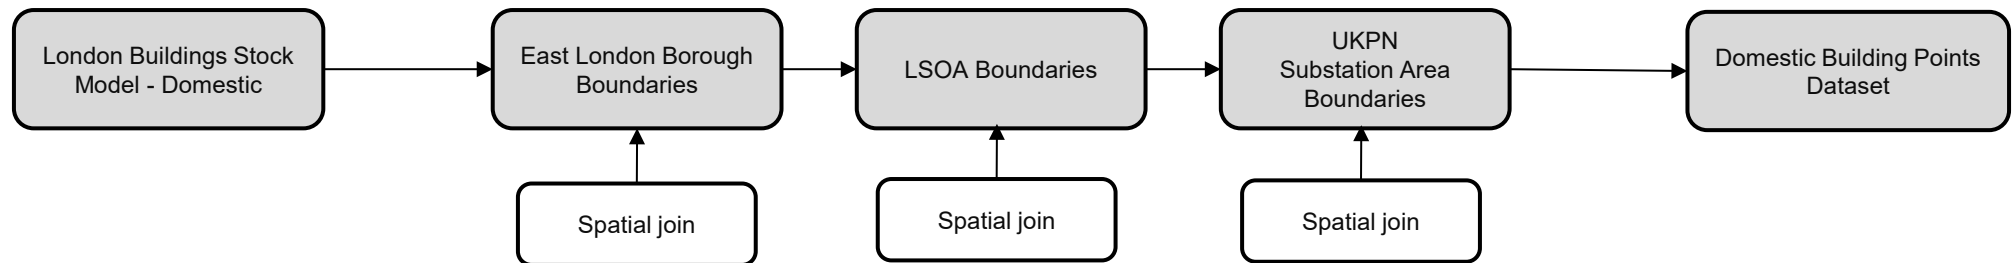 London Buildings Stock
Model - Domestic
East London Borough
Boundaries
LSOA Boundaries
UKPN
Substation Area
Boundaries
Domestic Building Points
Dataset
Spatial join
Spatial join
Spatial join